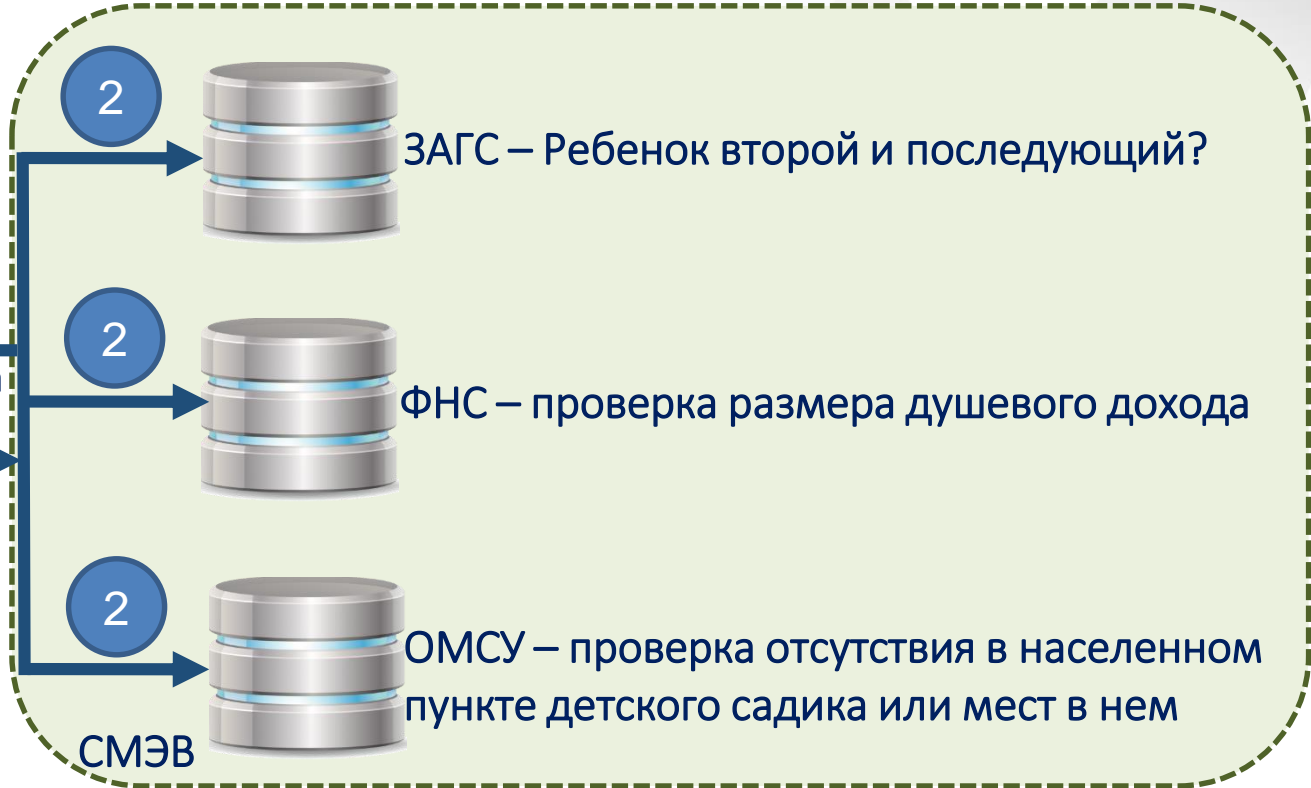 2
ЗАГС – Ребенок второй и последующий?
2
ФНС – проверка размера душевого дохода
2
ОМСУ – проверка отсутствия в населенном
пункте детского садика или мест в нем
СМЭВ